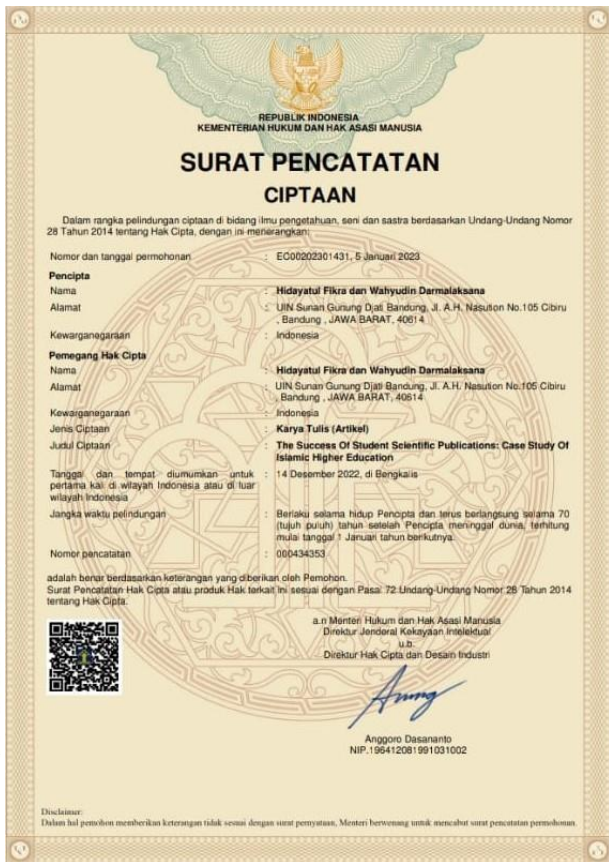 REPUBLIK INDONESIA
KEMENTERIAN HUKUM DAN HAK ASASI MANUSIA
SURAT PENCATATAN
CIPTAAN
Dalam rangka pelindungan ciptaan di bidang ilmu pengetahuan, seni dan sastra berdasarkan Undang-Undang Nomor
28 Tahun 2014 tentang Hak Cipta, dengan ini menerangkan:
Nomor dan tanggal permohonan : EC00202301431, 5 Januari 2023
Pencipta
Nama : Hidayatul Fikra dan Wahyudin Darmalaksana
Alamat : UIN Sunan Gunung Djati Bandung, Jl. A.H. Nasution No.105 Cibiru
, Bandung , JAWA BARAT, 40614
Kewarganegaraan : Indonesia
Pemegang Hak Cipta
Nama : Hidayatul Fikra dan Wahyudin Darmalaksana
Alamat : UIN Sunan Gunung Djati Bandung, Jl. A.H. Nasution No.105 Cibiru
, Bandung , JAWA BARAT, 40614
Kewarganegaraan : Indonesia
Jenis Ciptaan : Karya Tulis (Artikel)
Judul Ciptaan : The Success Of Student Scientific Publications: Case Study Of
Islamic Higher Education
Tanggal dan tempat diumumkan untuk : 14 Desember 2022, di Bengkalis
pertama kali di wilayah Indonesia atau di luar
wilayah Indonesia
Jangka waktu pelindungan : Berlaku selama hidup Pencipta dan terus berlangsung selama 70
(tujuh puluh) tahun setelah Pencipta meninggal dunia, terhitung
mulai tanggal 1 Januari tahun berikutnya.
Nomor pencatatan : 000434353
adalah benar berdasarkan keterangan yang diberikan oleh Pemohon.
Surat Pencatatan Hak Cipta atau produk Hak terkait ini sesuai dengan Pasal 72 Undang-Undang Nomor 28 Tahun 2014
tentang Hak Cipta.
a.n Menteri Hukum dan Hak Asasi Manusia
Direktur Jenderal Kekayaan Intelektual
u.b.
Direktur Hak Cipta dan Desain Industri
Anggoro Dasananto
NIP.196412081991031002
Disclaimer:
Dalam hal pemohon memberikan keterangan tidak sesuai dengan surat pernyataan, Menteri berwenang untuk mencabut surat pencatatan permohonan.